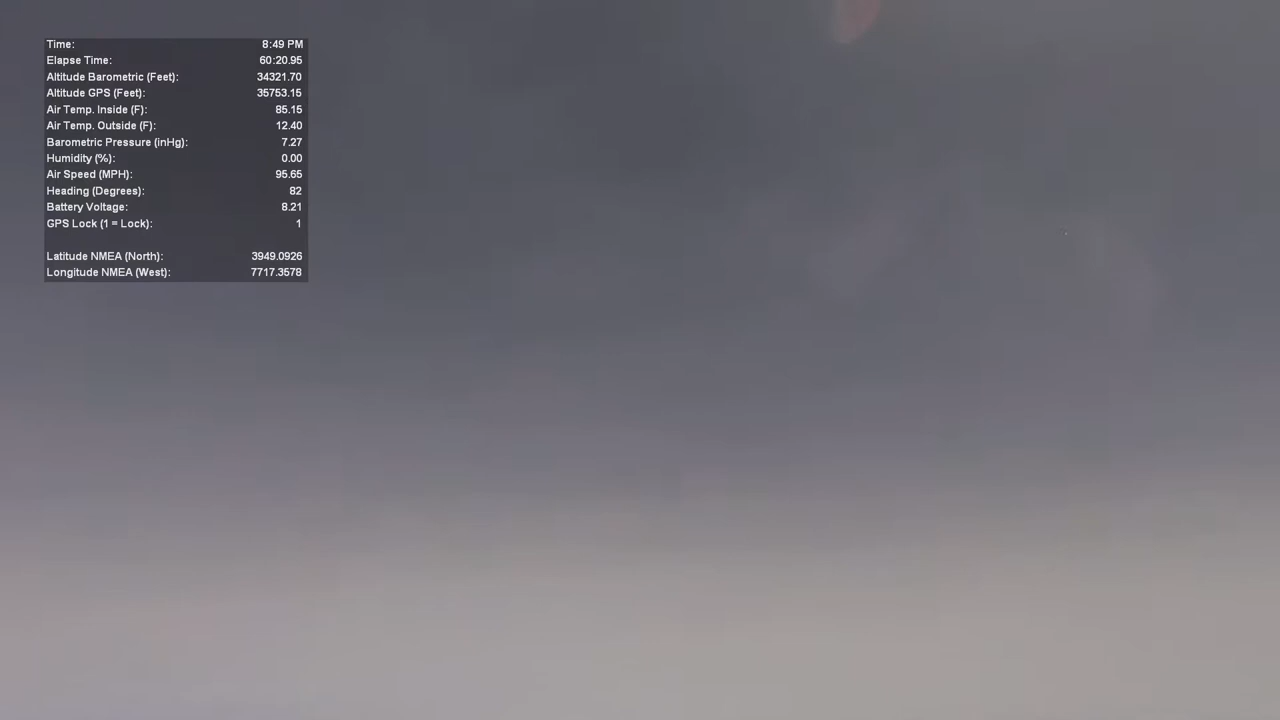 Time: 8:49 PM
Elapse Time: 60:20.95
Altitude Barometric (Feet): 34321.70
Altitude GPS (Feet): 35753.15
Air Temp. Inside (F): 85.15
Air Temp. Outside (F): 12.40
Barometric Pressure (inHg): 7.27
Humidity (%): 0.00
Air Speed (MPH): 95.65
Heading (Degrees): 82
Battery Voltage: 8.21
GPS Lock (1 = Lock): 1
Latitude NMEA (North): 3949.0926
Longitude NMEA (West): 7717.3578